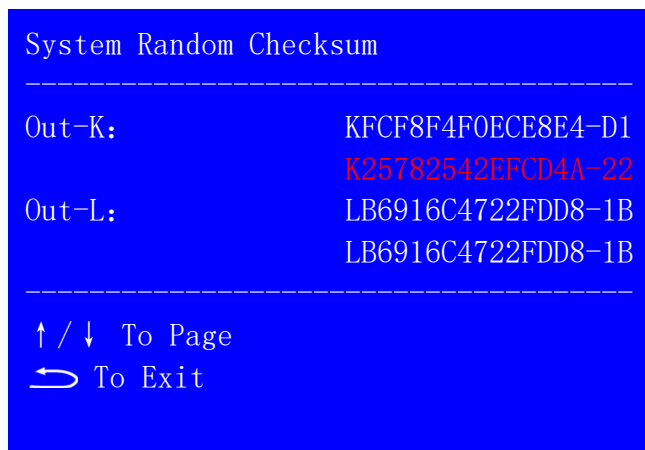 System Random Checksum
--------------------------------------
Out-K: KFCF8F4F0ECE8E4-D1
K25782542EFCD4A-22
Out-L: LB6916C4722FDD8-1B
LB6916C4722FDD8-1B
--------------------------------------
↑/↓ To Page
⮌ To Exit